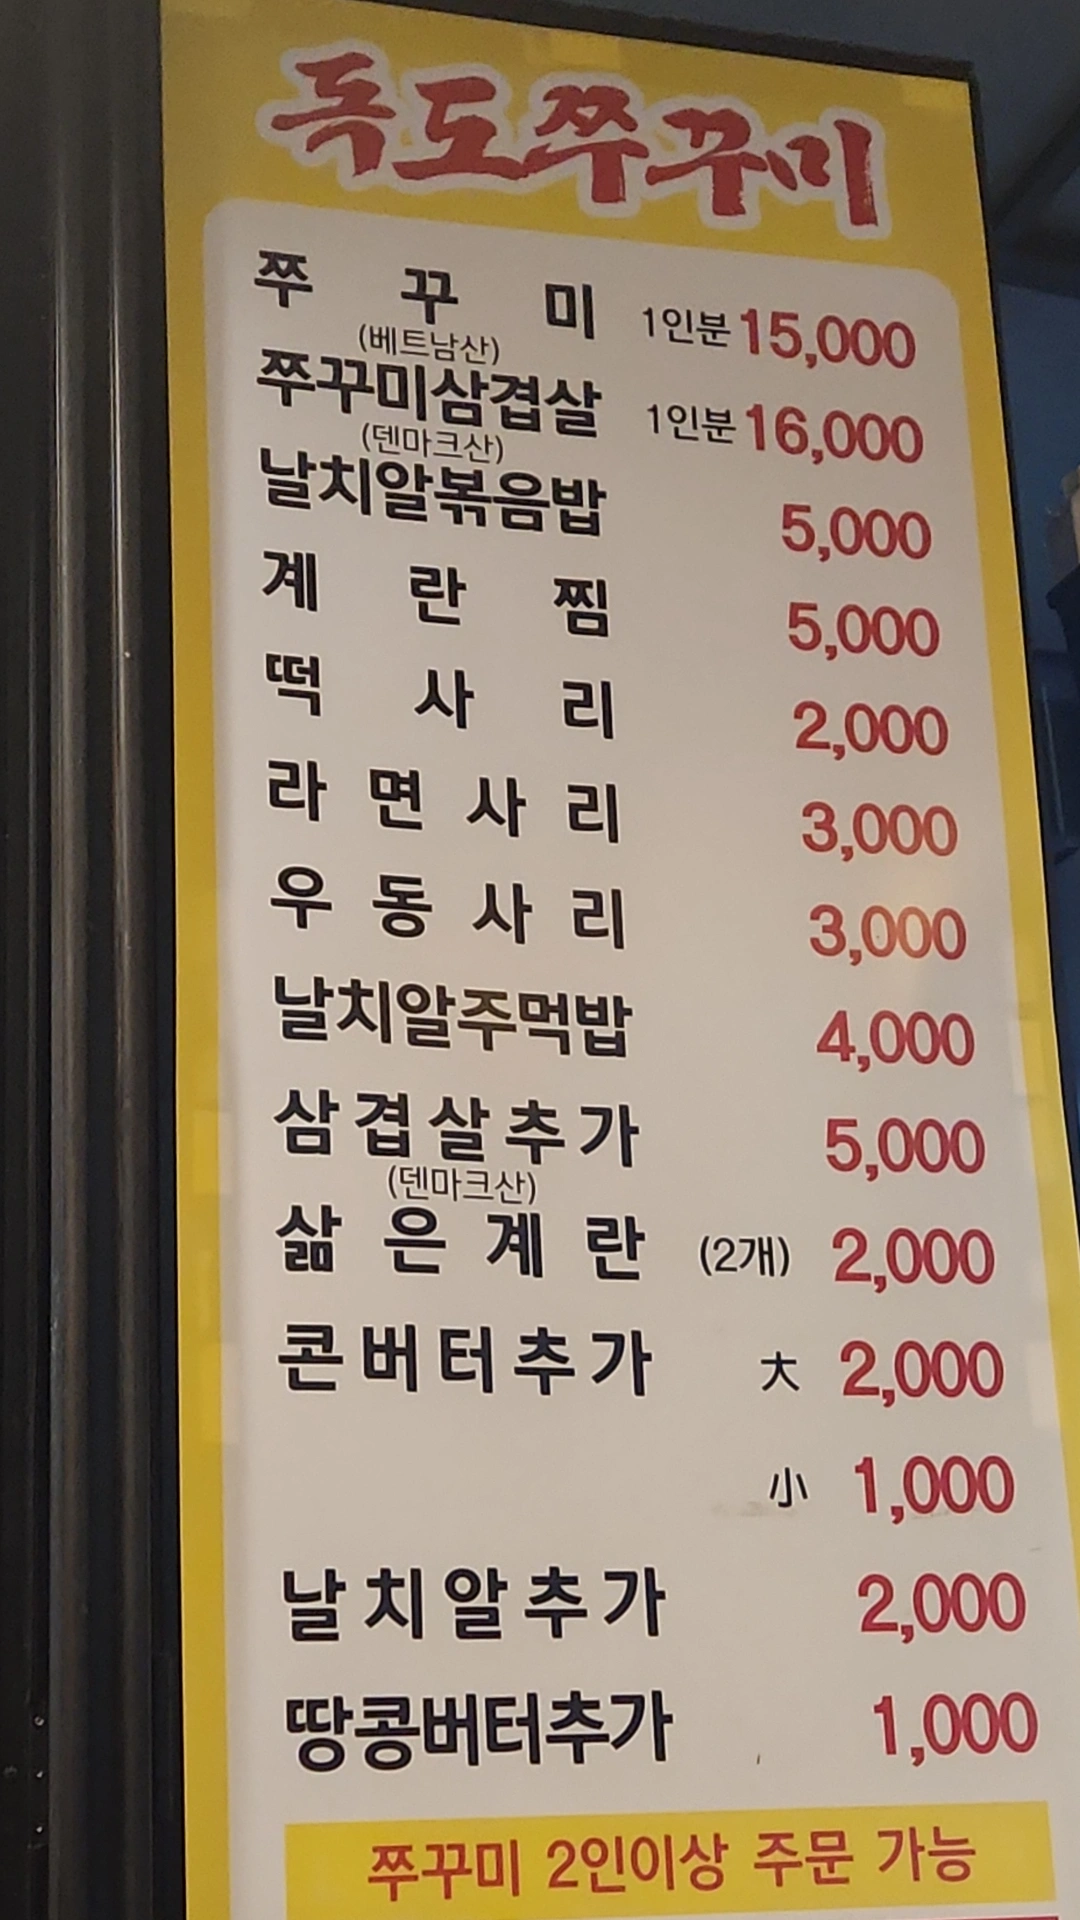 독도쭈꾸미
쭈꾸미 1인분 15,000
(베트남산)
쭈꾸미삼겹살 1인분 16,000
(덴마크산)
날치알볶음밥 5,000
계란찜 5,000
떡사리 2,000
라면사리 3,000
우동사리 3,000
날치알주먹밥 4,000
삼겹살추가 5,000
(덴마크산)
삶은계란 (2개) 2,000
콘버터추가 大 2,000
小 1,000
날치알추가 2,000
땅콩버터추가 1,000
쭈꾸미 2인이상 주문 가능